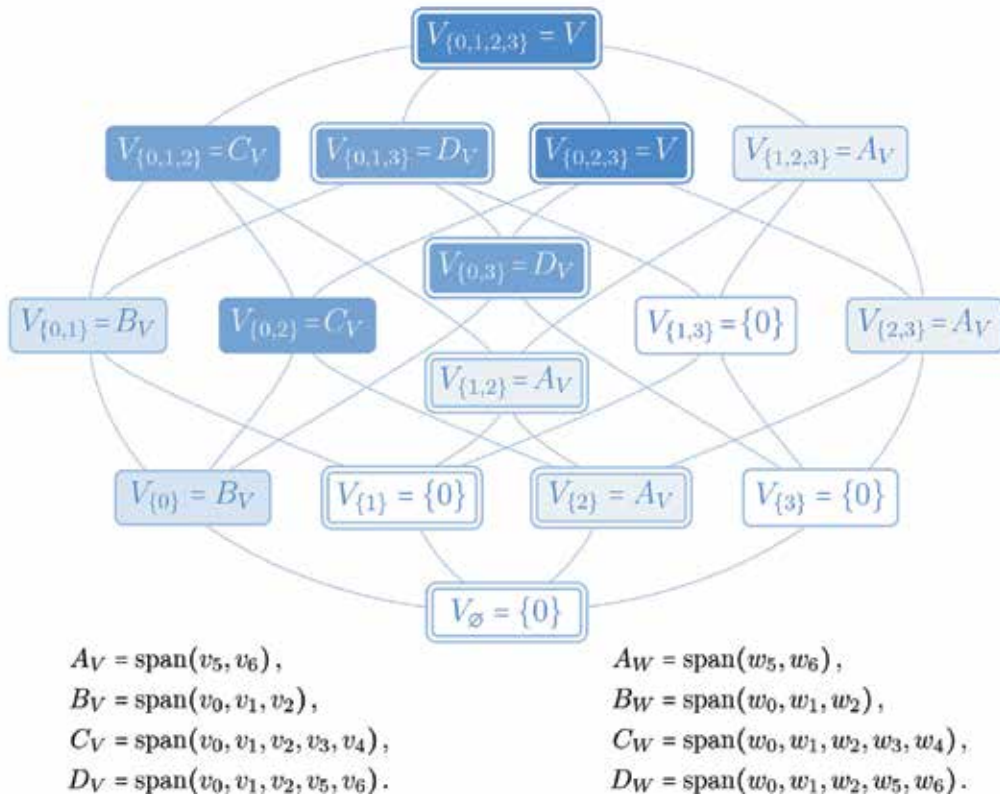 V_{\{0,1,2,3\}} = V
V_{\{0,1,2\}} = C_V
V_{\{0,1,3\}} = D_V
V_{\{0,2,3\}} = V
V_{\{1,2,3\}} = A_V
V_{\{0,3\}} = D_V
V_{\{0,1\}} = B_V
V_{\{0,2\}} = C_V
V_{\{1,3\}} = \{0\}
V_{\{2,3\}} = A_V
V_{\{1,2\}} = A_V
V_{\{0\}} = B_V
V_{\{1\}} = \{0\}
V_{\{2\}} = A_V
V_{\{3\}} = \{0\}
V_∅ = \{0\}
A_V = span(v_5, v_6),
B_V = span(v_0, v_1, v_2),
C_V = span(v_0, v_1, v_2, v_3, v_4),
D_V = span(v_0, v_1, v_2, v_5, v_6).
A_W = span(w_5, w_6),
B_W = span(w_0, w_1, w_2),
C_W = span(w_0, w_1, w_2, w_3, w_4),
D_W = span(w_0, w_1, w_2, w_5, w_6).